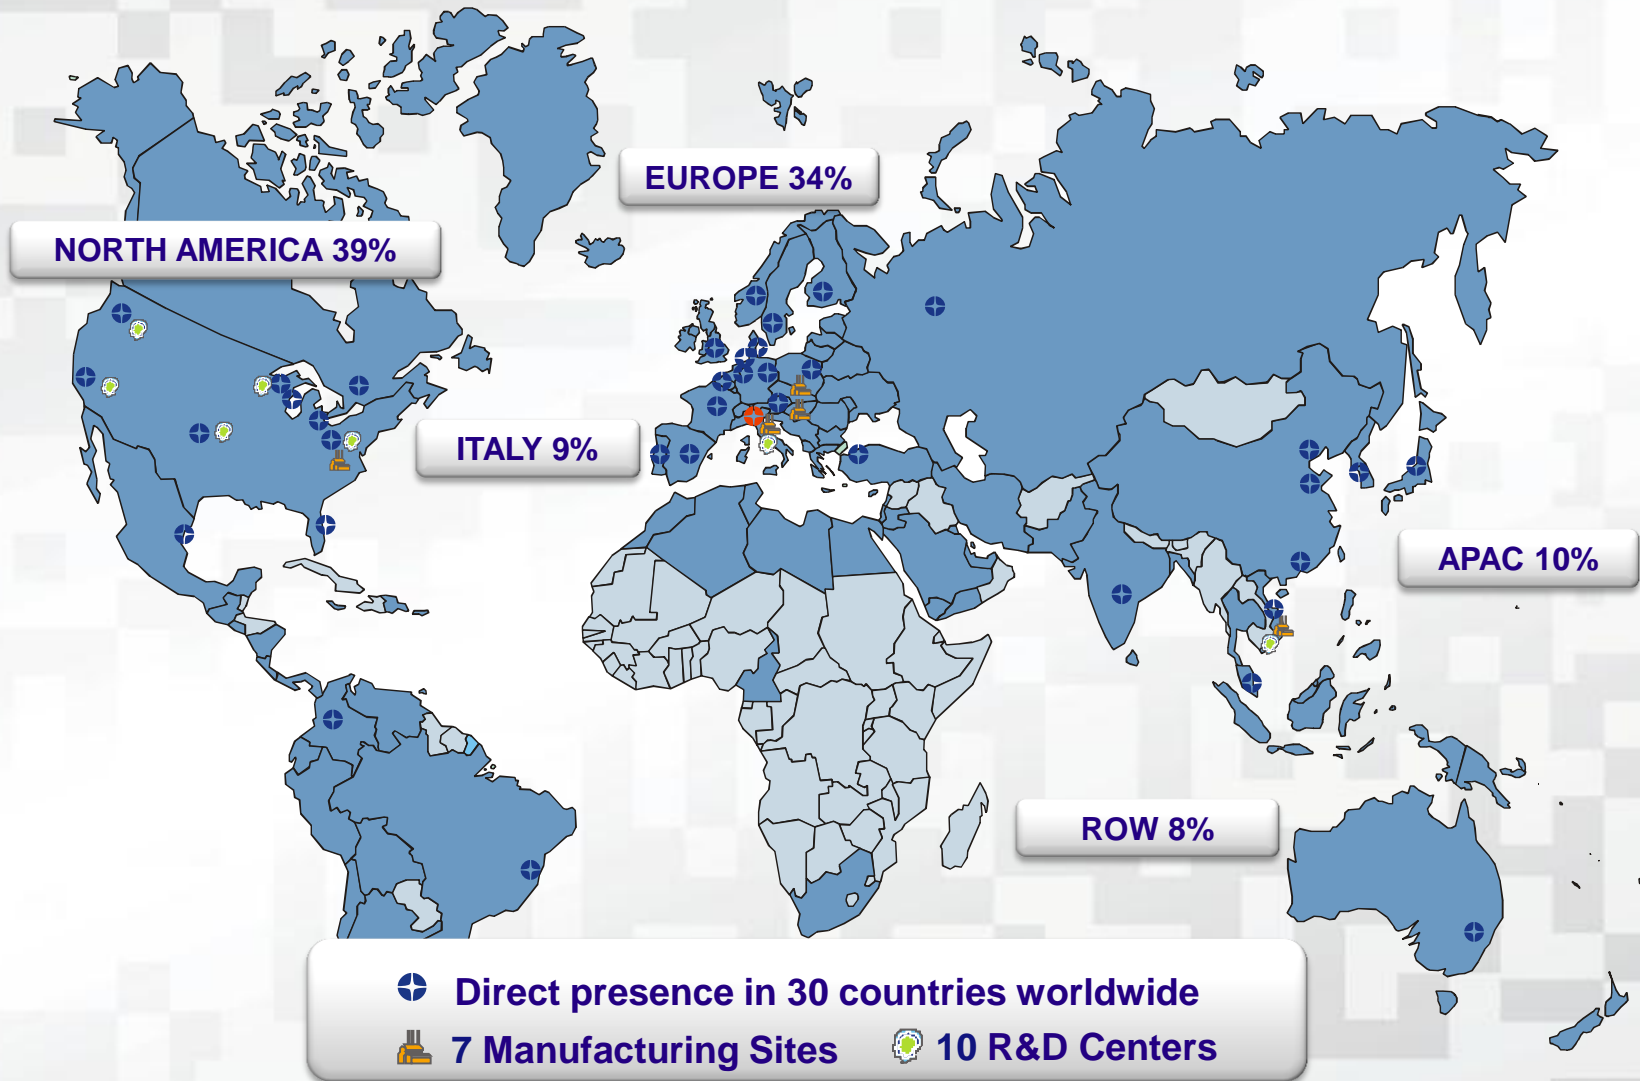 EUROPE 34%
NORTH AMERICA 39%
ITALY 9%
APAC 10%
ROW 8%
Direct presence in 30 countries worldwide
7 Manufacturing Sites
10 R&D Centers